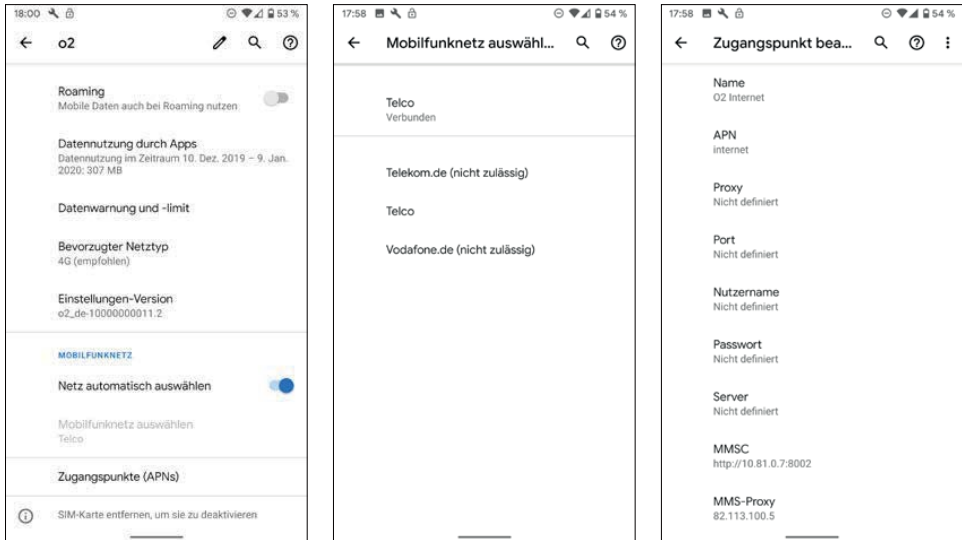 18:00 53 %
o2
Roaming
Mobile Daten auch bei Roaming nutzen
Datennutzung durch Apps
Datennutzung im Zeitraum 10. Dez. 2019 – 9. Jan.
2020: 307 MB
Datenwarnung und -limit
Bevorzugter Netztyp
4G (empfohlen)
Einstellungen-Version
o2_de-10000000011.2
MOBILFUNKNETZ
Netz automatisch auswählen
Mobilfunknetz auswählen
Telco
Zugangspunkte (APNs)
SIM-Karte entfernen, um sie zu deaktivieren
17:58 54 %
Mobilfunknetz auswähl...
Telco
Verbunden
Telekom.de (nicht zulässig)
Telco
Vodafone.de (nicht zulässig)
17:58 54 %
Zugangspunkt bea...
Name
O2 Internet
APN
internet
Proxy
Nicht definiert
Port
Nicht definiert
Nutzername
Nicht definiert
Passwort
Nicht definiert
Server
Nicht definiert
MMSC
http://10.81.0.7:8002
MMS-Proxy
82.113.100.5